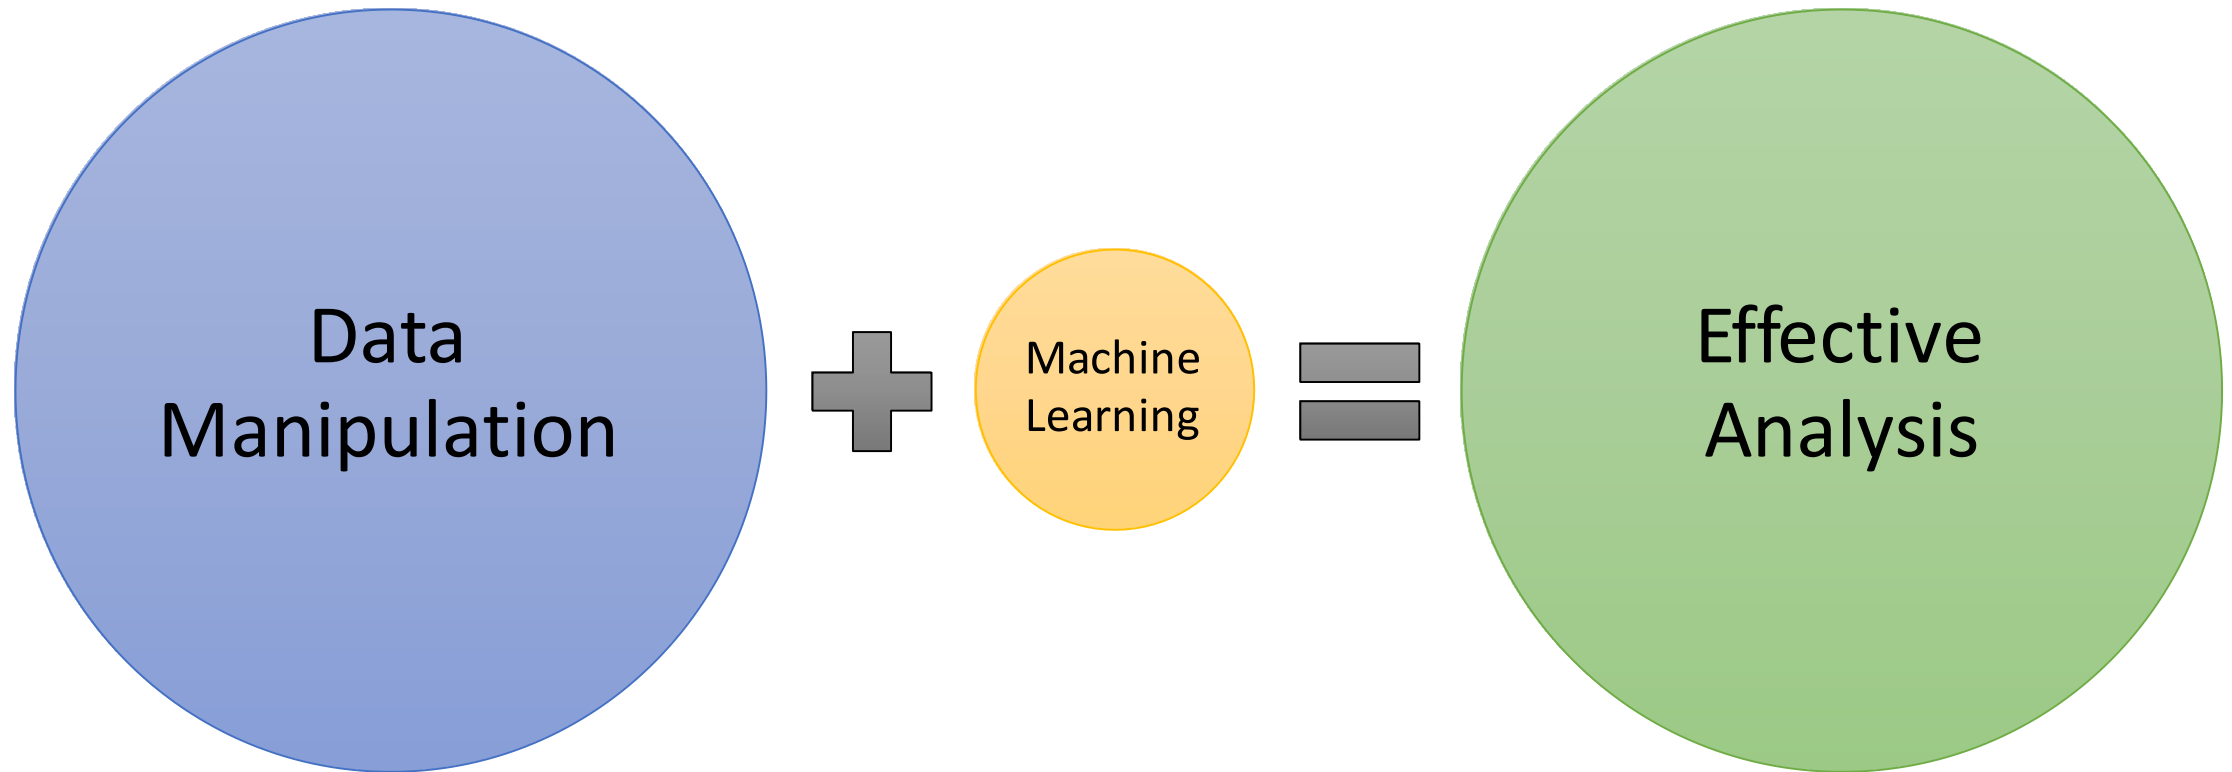 Data
Manipulation
Machine
Learning
Effective
Analysis